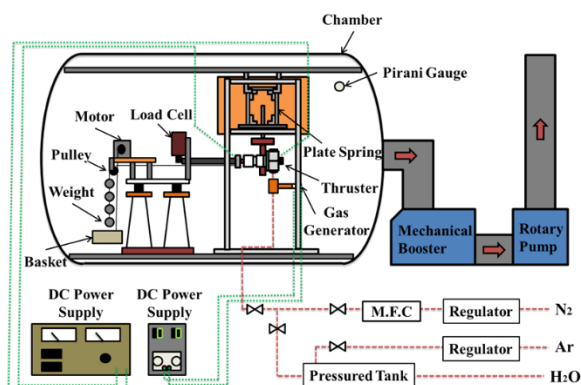 Chamber
Pirani Gauge
Load Cell
Motor
Pulley
Weight
Basket
Plate Spring
Thruster
Gas
Generator
Mechanical
Booster
Rotary
Pump
DC Power
Supply
DC Power
Supply
M.F.C
Regulator
N₂
Regulator
Ar
Pressured Tank
H₂O